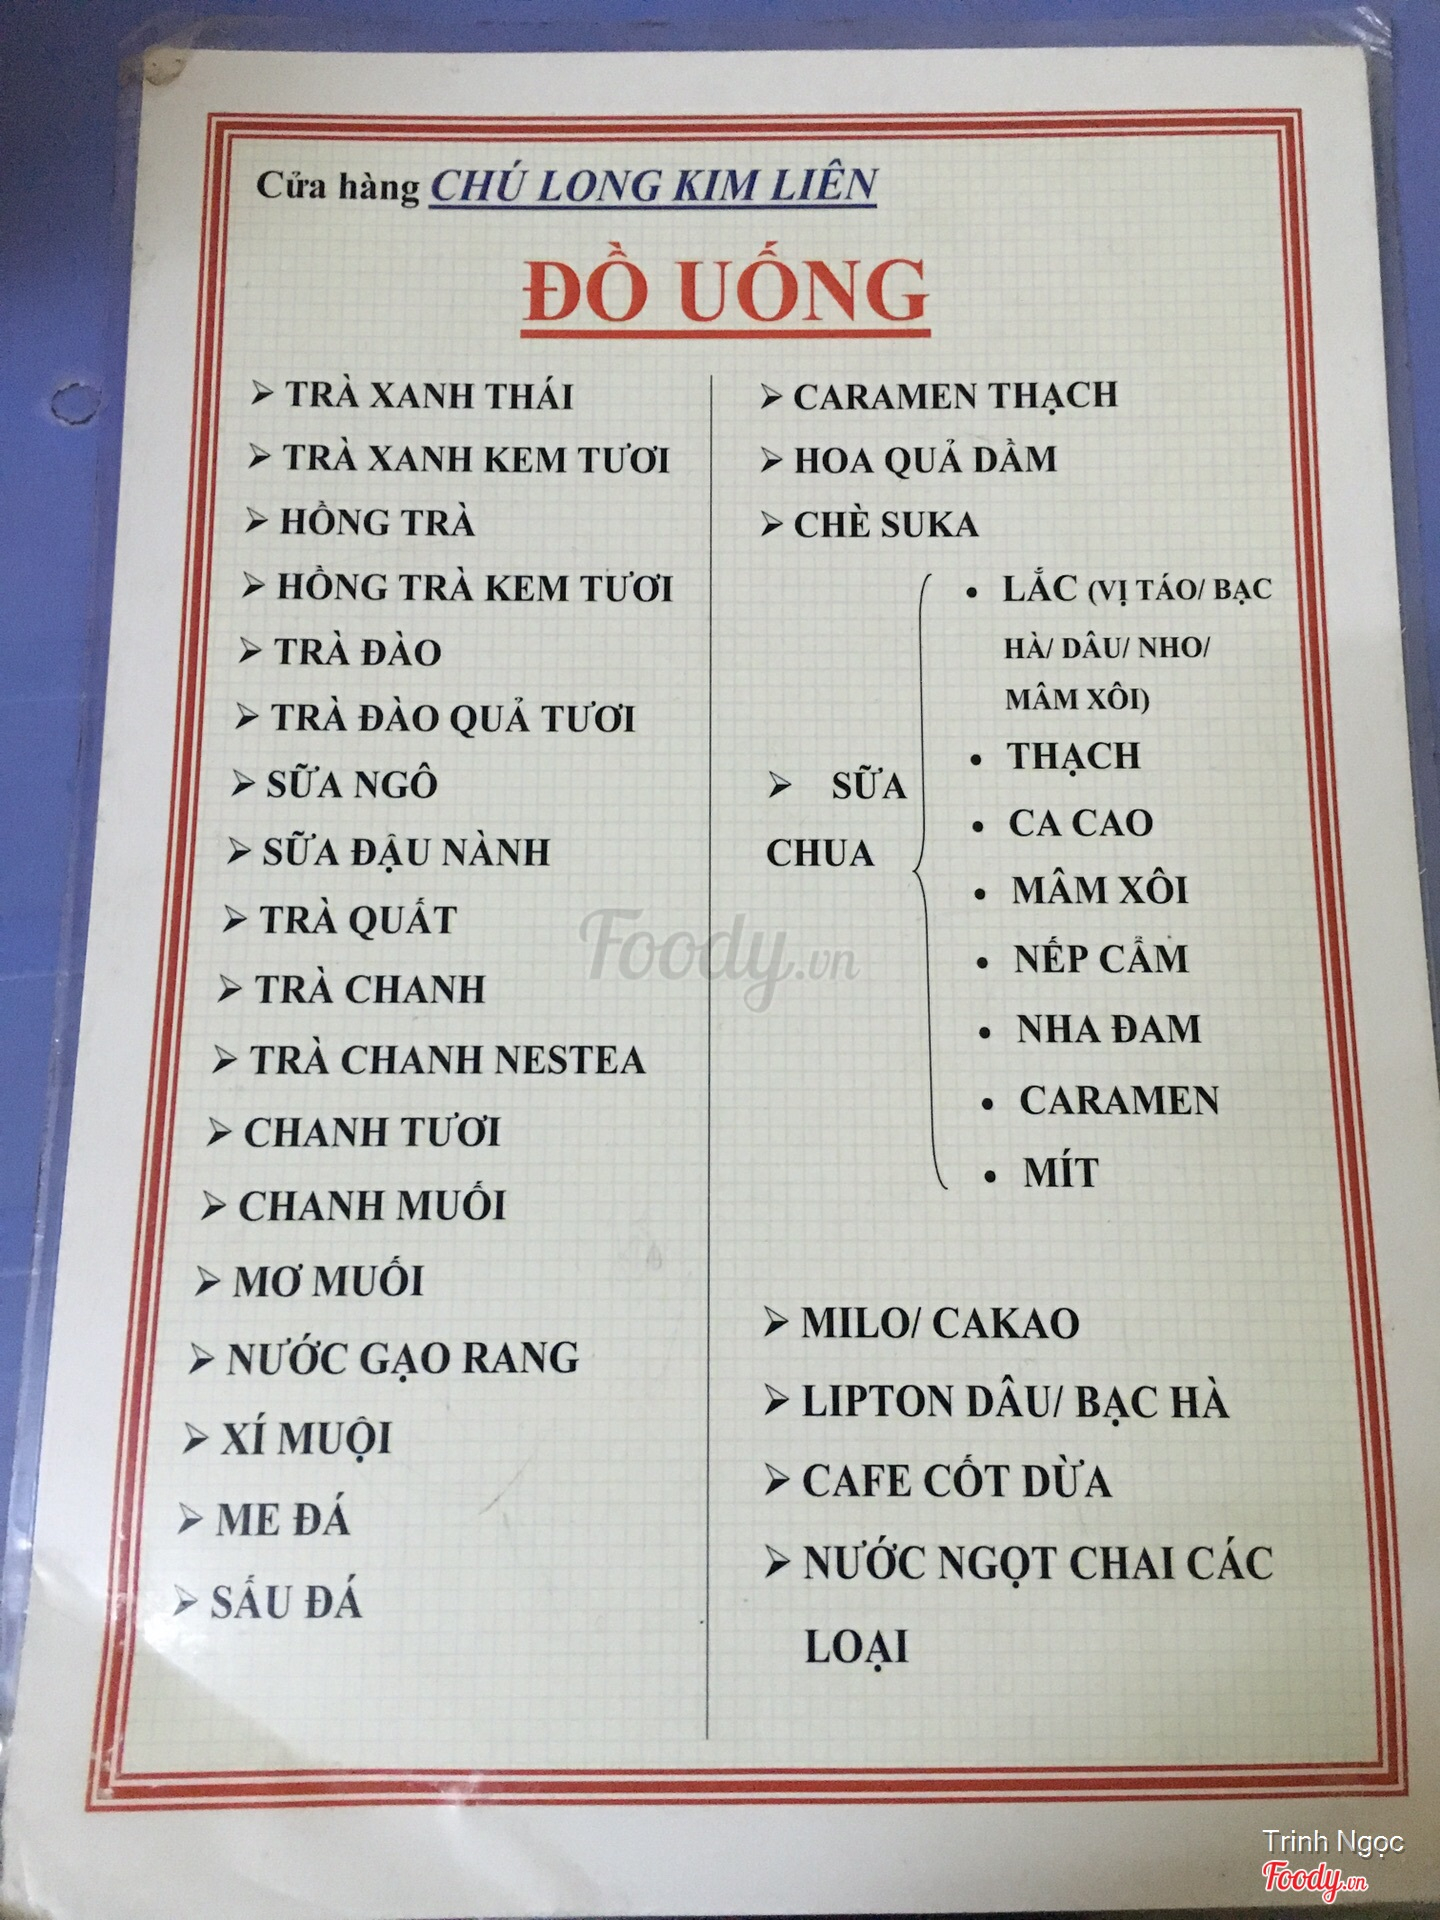 Cửa hàng CHÚ LONG KIM LIÊN
ĐỒ UỐNG
➢ TRÀ XANH THÁI
➢ TRÀ XANH KEM TƯƠI
➢ HỒNG TRÀ
➢ HỒNG TRÀ KEM TƯƠI
➢ TRÀ ĐÀO
➢ TRÀ ĐÀO QUẢ TƯƠI
➢ SỮA NGÔ
➢ SỮA ĐẬU NÀNH
➢ TRÀ QUẤT
➢ TRÀ CHANH
➢ TRÀ CHANH NESTEA
➢ CHANH TƯƠI
➢ CHANH MUỐI
➢ MƠ MUỐI
➢ NƯỚC GẠO RANG
➢ XÍ MUỘI
➢ ME ĐÁ
➢ SẤU ĐÁ
➢ CARAMEN THẠCH
➢ HOA QUẢ DẦM
➢ CHÈ SUKA
➢ SỮA
CHUA
• LẮC (VỊ TÁO/ BẠC
HÀ/ DÂU/ NHO/
MÂM XÔI)
• THẠCH
• CA CAO
• MÂM XÔI
• NẾP CẨM
• NHA ĐAM
• CARAMEN
• MÍT
➢ MILO/ CAKAO
➢ LIPTON DÂU/ BẠC HÀ
➢ CAFE CỐT DỪA
➢ NƯỚC NGỌT CHAI CÁC
LOẠI
Foody.vn
Trinh Ngọc
Foody.vn